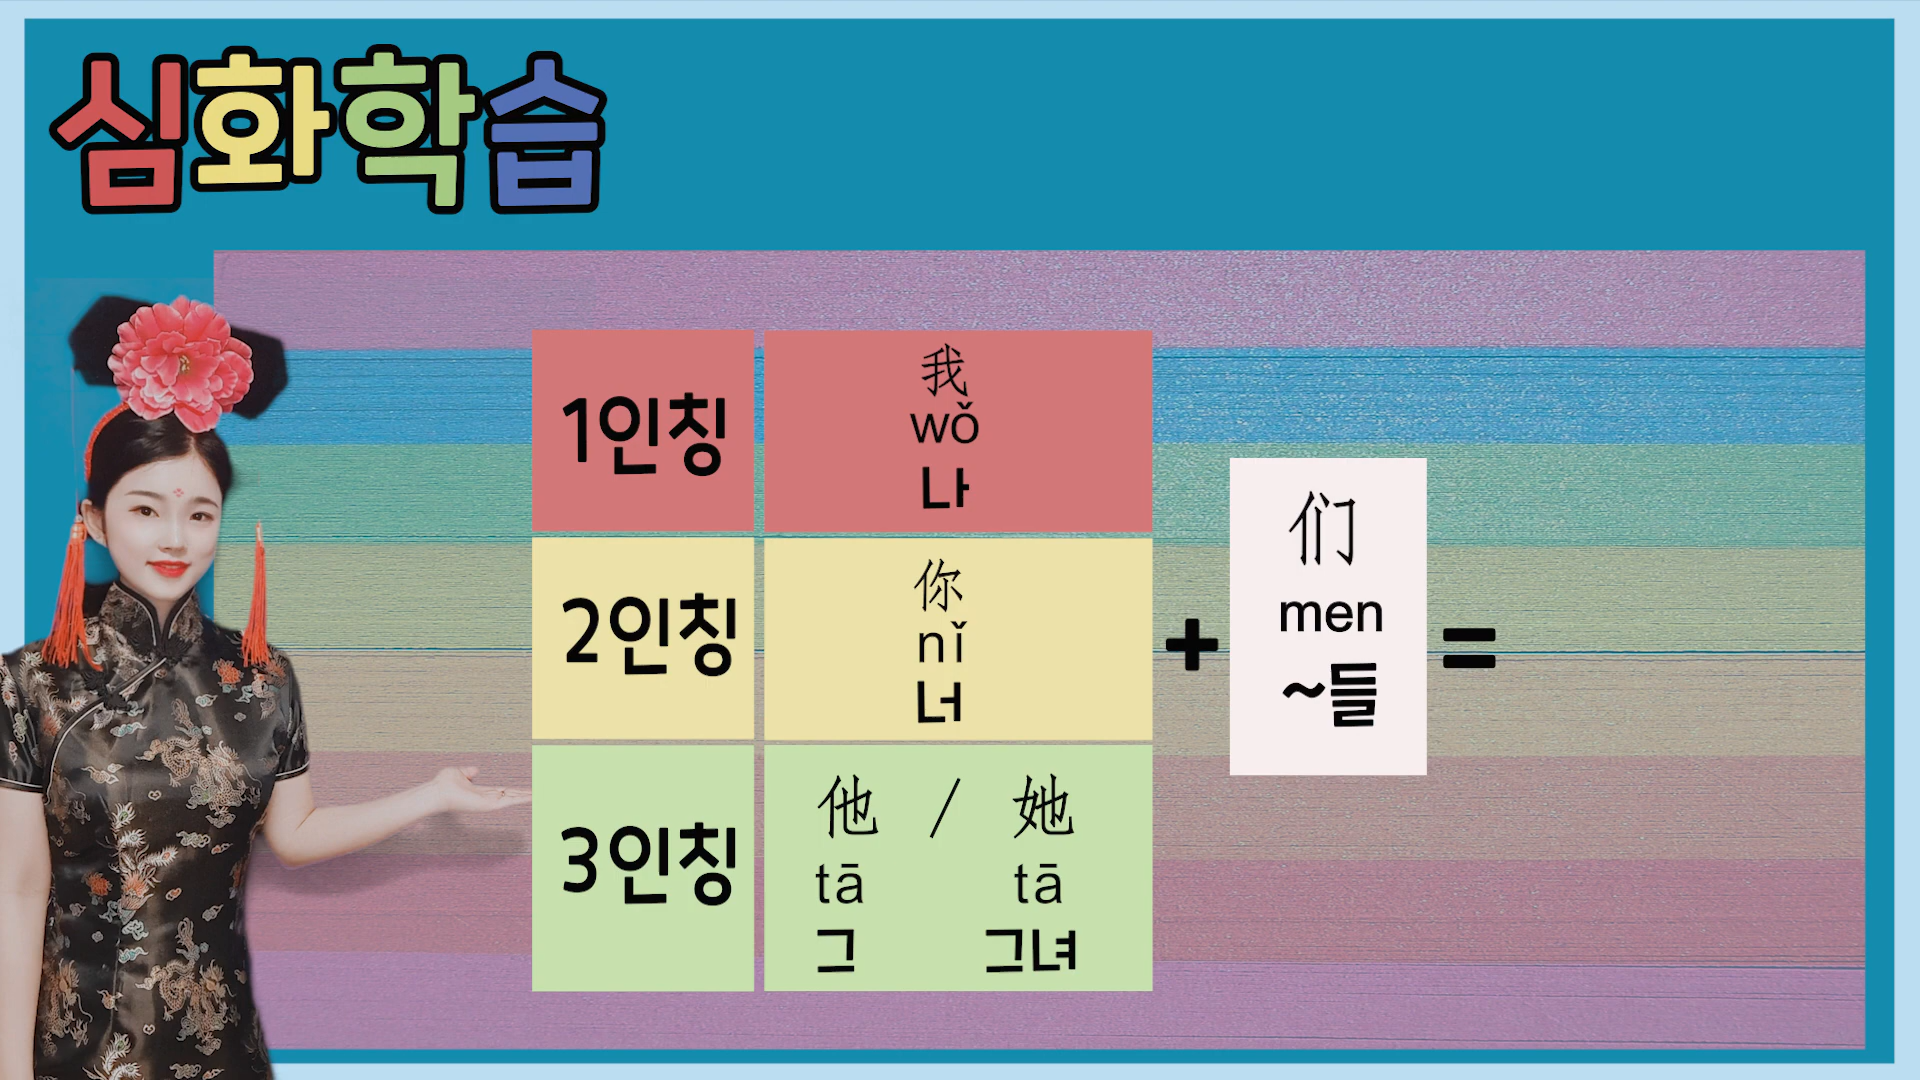 심화학습
1인칭
我
wǒ
나
2인칭
你
nǐ
너
3인칭
他 / 她
tā tā
그 그녀
+
们
men
~들
=